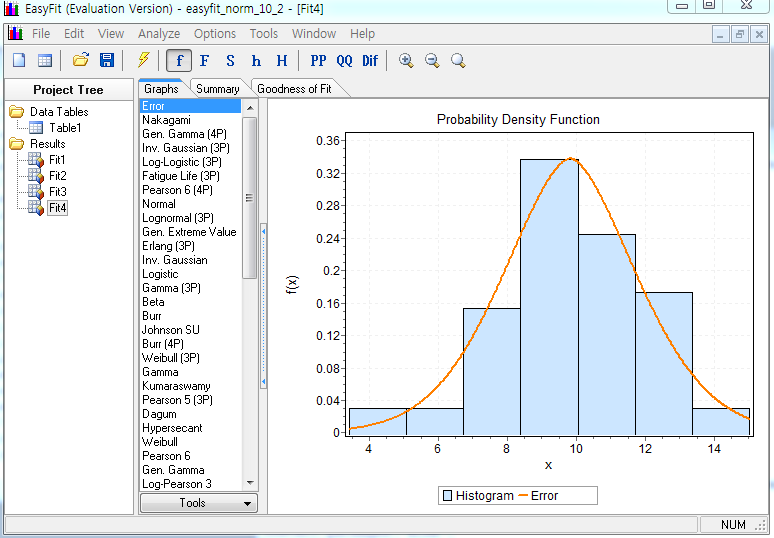 EasyFit (Evaluation Version) - easyfit_norm_10_2 - [Fit4]
File Edit View Analyze Options Tools Window Help
f F S h H PP QQ Dif
Project Tree
Data Tables
Table1
Results
Fit1
Fit2
Fit3
Fit4
Graphs Summary Goodness of Fit
Error
Nakagami
Gen. Gamma (4P)
Inv. Gaussian (3P)
Log-Logistic (3P)
Fatigue Life (3P)
Pearson 6 (4P)
Normal
Lognormal (3P)
Gen. Extreme Value
Erlang (3P)
Inv. Gaussian
Logistic
Gamma (3P)
Beta
Burr
Johnson SU
Burr (4P)
Weibull (3P)
Gamma
Kumaraswamy
Pearson 5 (3P)
Dagum
Hypersecant
Weibull
Pearson 6
Gen. Gamma
Log-Pearson 3
Tools
Probability Density Function
f(x)
0.36
0.32
0.28
0.24
0.2
0.16
0.12
0.08
0.04
0
4 6 8 10 12 14
x
Histogram Error
NUM